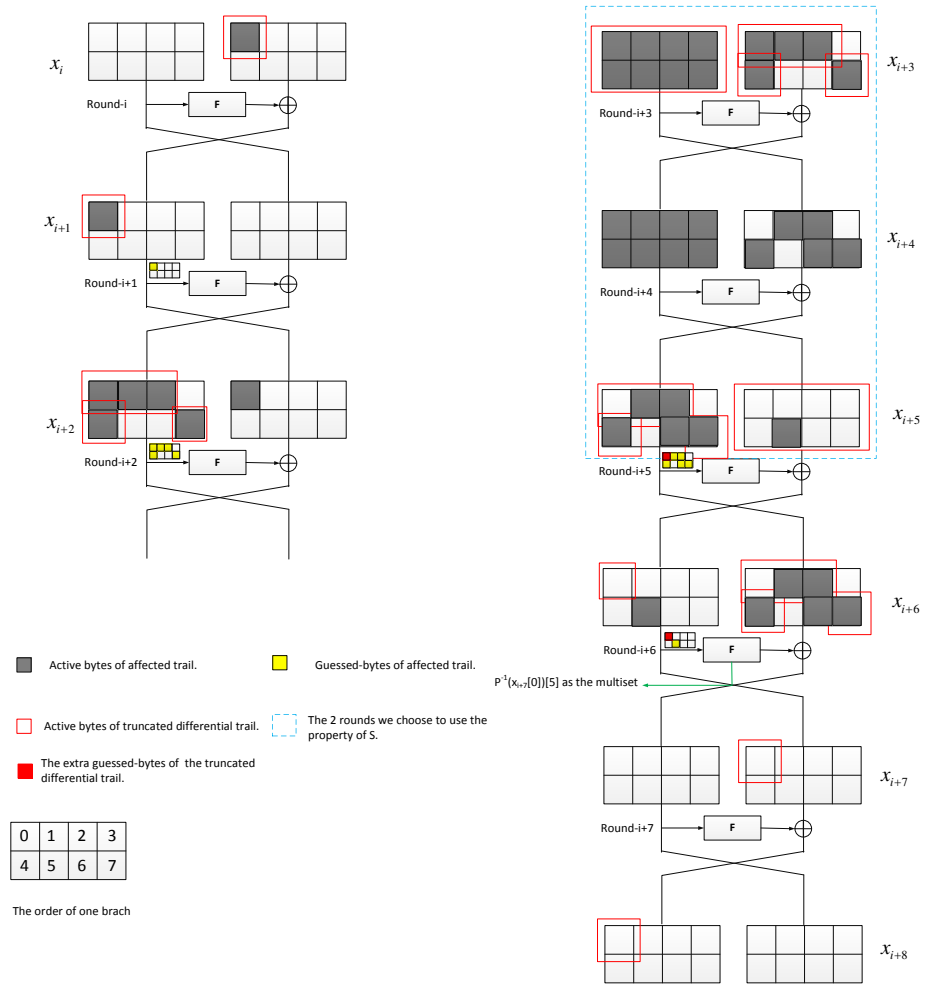 x_i
Round-i
F
x_{i+1}
Round-i+1
F
x_{i+2}
Round-i+2
F
x_{i+3}
Round-i+3
F
x_{i+4}
Round-i+4
F
x_{i+5}
Round-i+5
F
x_{i+6}
Round-i+6
F
P^{-1}(x_{i+7}[0])[5] as the multiset
x_{i+7}
Round-i+7
F
x_{i+8}
Active bytes of affected trail.
Guessed-bytes of affected trail.
Active bytes of truncated differential trail.
The 2 rounds we choose to use the
property of S.
The extra guessed-bytes of the truncated
differential trail.
0 1 2 3
4 5 6 7
The order of one brach